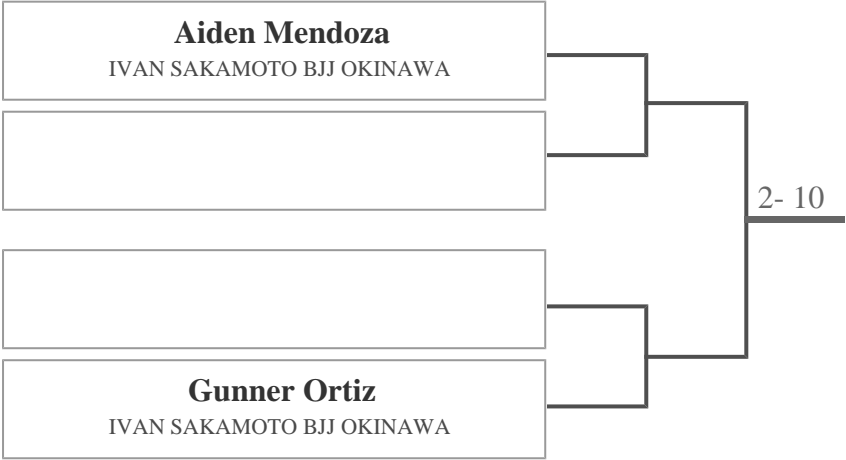 Aiden Mendoza
IVAN SAKAMOTO BJJ OKINAWA
2- 10
Gunner Ortiz
IVAN SAKAMOTO BJJ OKINAWA